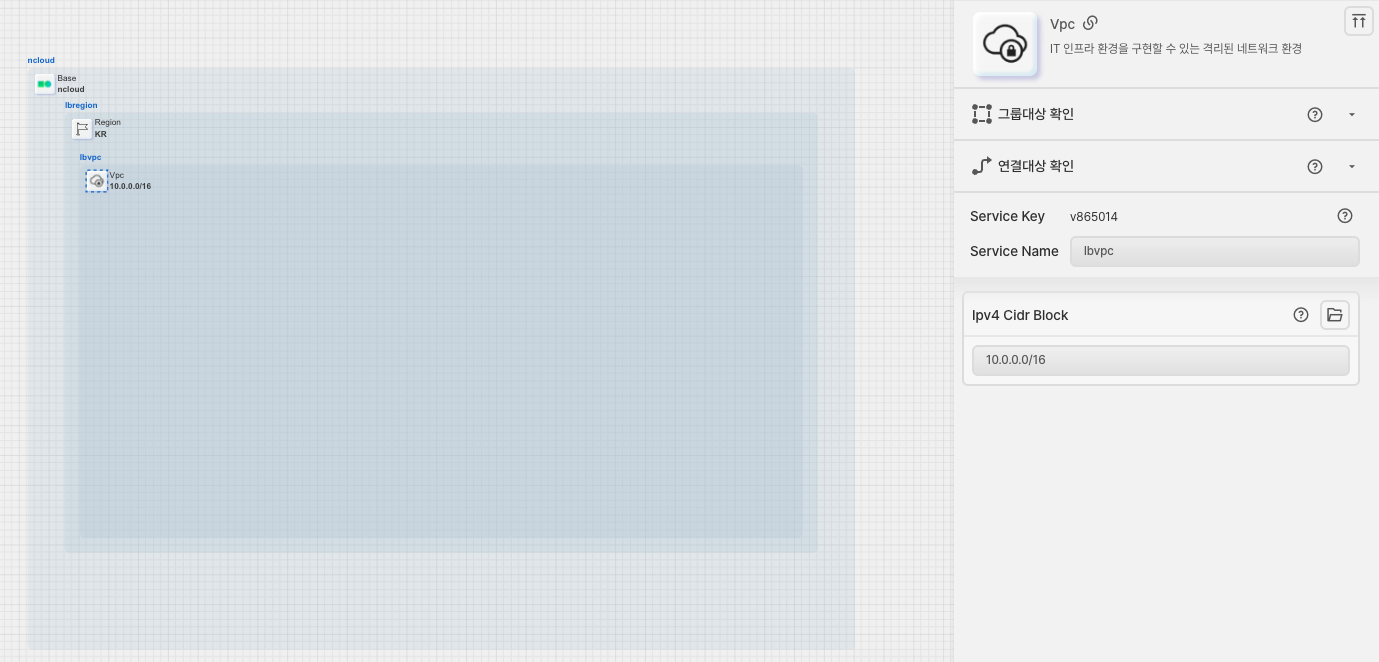 ncloud
Base
ncloud
lbregion
Region
KR
lbvpc
Vpc
10.0.0.0/16
Vpc
IT 인프라 환경을 구현할 수 있는 격리된 네트워크 환경
그룹대상 확인
연결대상 확인
Service Key v865014
Service Name lbvpc
Ipv4 Cidr Block
10.0.0.0/16